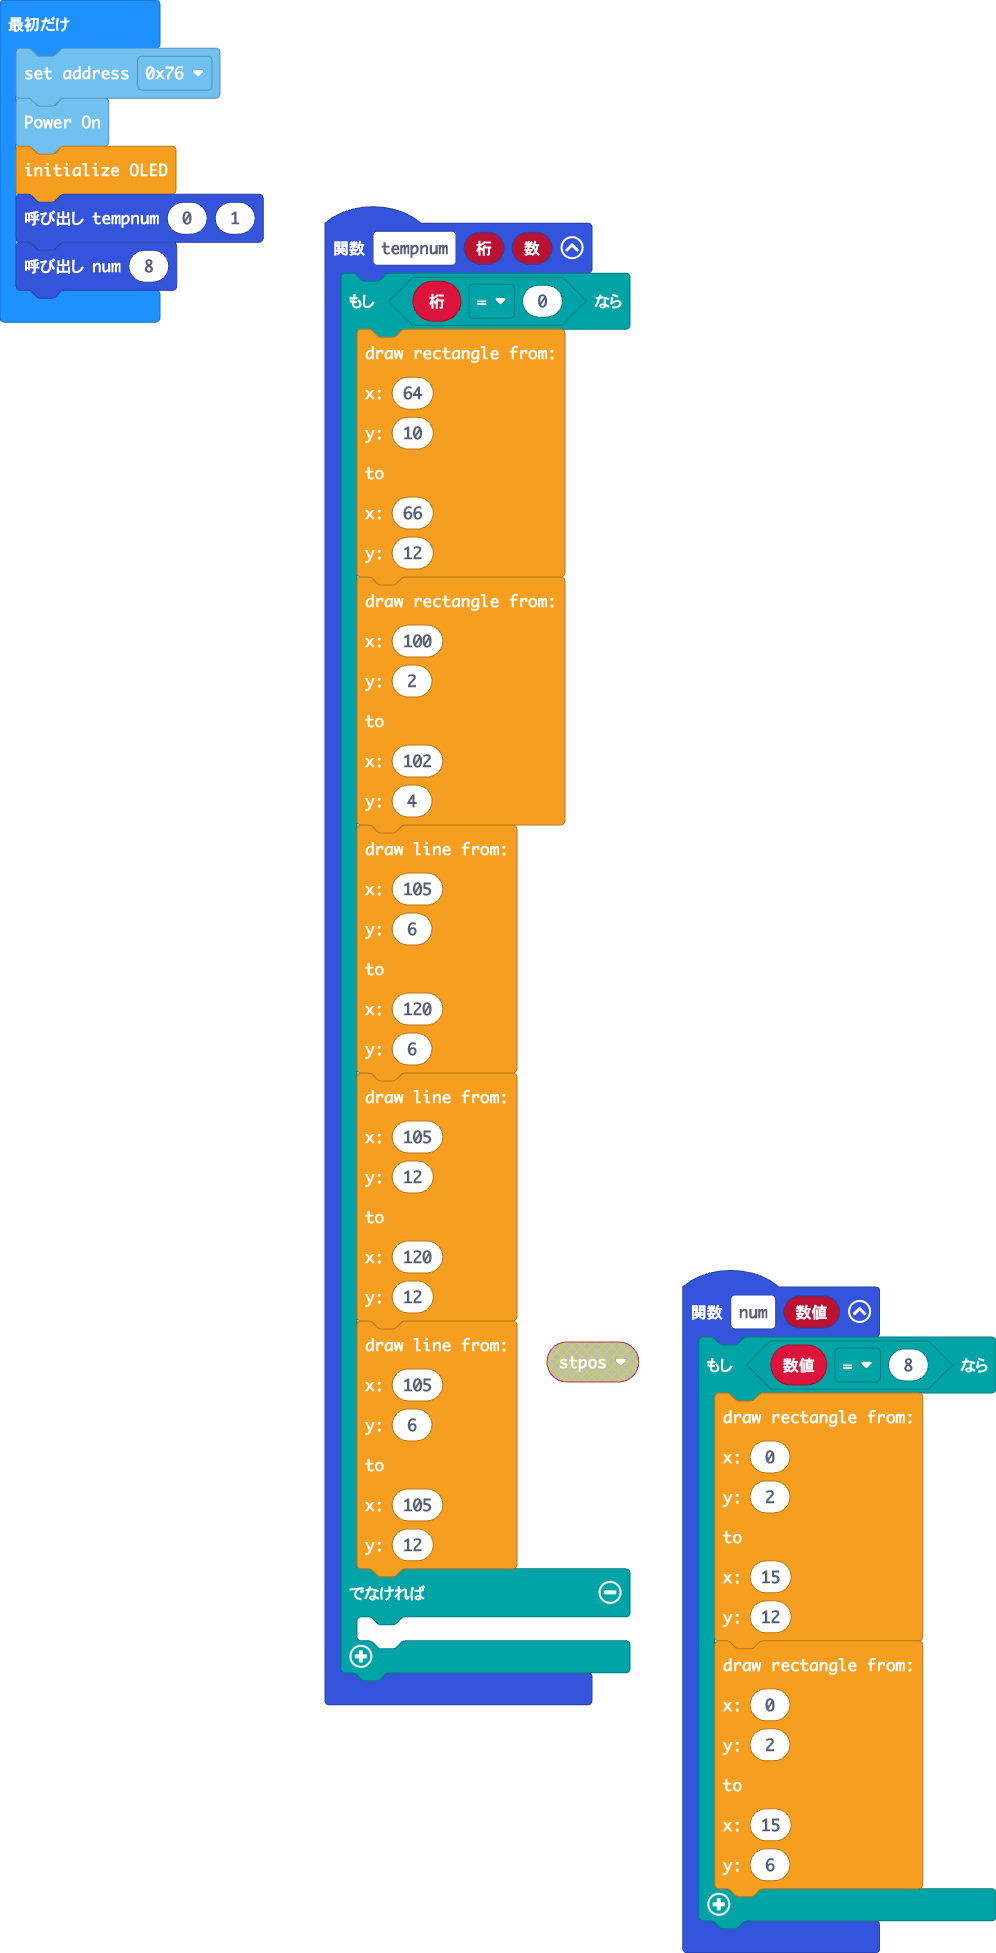 最初だけ
set address 0x76
Power On
initialize OLED
呼び出し tempnum 0 1
呼び出し num 8
関数 tempnum 桁 数
もし 桁 = 0 なら
draw rectangle from:
x: 64
y: 10
to
x: 66
y: 12
draw rectangle from:
x: 100
y: 2
to
x: 102
y: 4
draw line from:
x: 105
y: 6
to
x: 120
y: 6
draw line from:
x: 105
y: 12
to
x: 120
y: 12
draw line from:
x: 105
y: 6
to
x: 105
y: 12
でなければ
stpos
関数 num 数値
もし 数値 = 8 なら
draw rectangle from:
x: 0
y: 2
to
x: 15
y: 12
draw rectangle from:
x: 0
y: 2
to
x: 15
y: 6